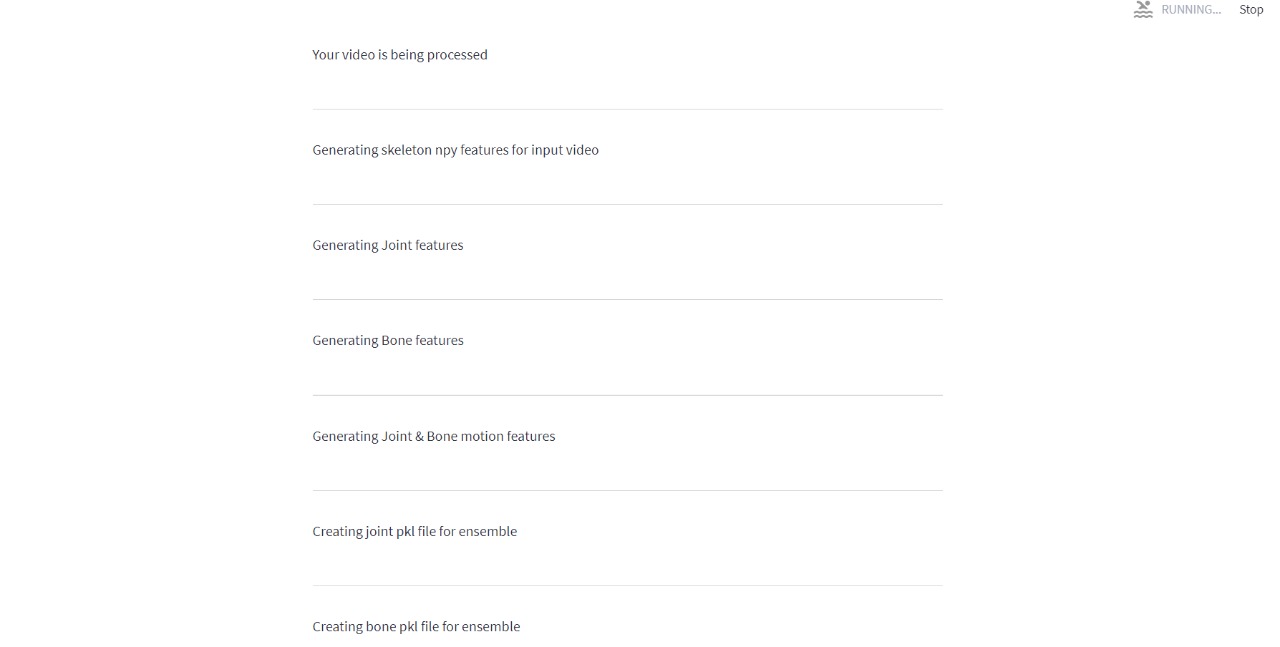 RUNNING... Stop
Your video is being processed
Generating skeleton npy features for input video
Generating Joint features
Generating Bone features
Generating Joint & Bone motion features
Creating joint pkl file for ensemble
Creating bone pkl file for ensemble